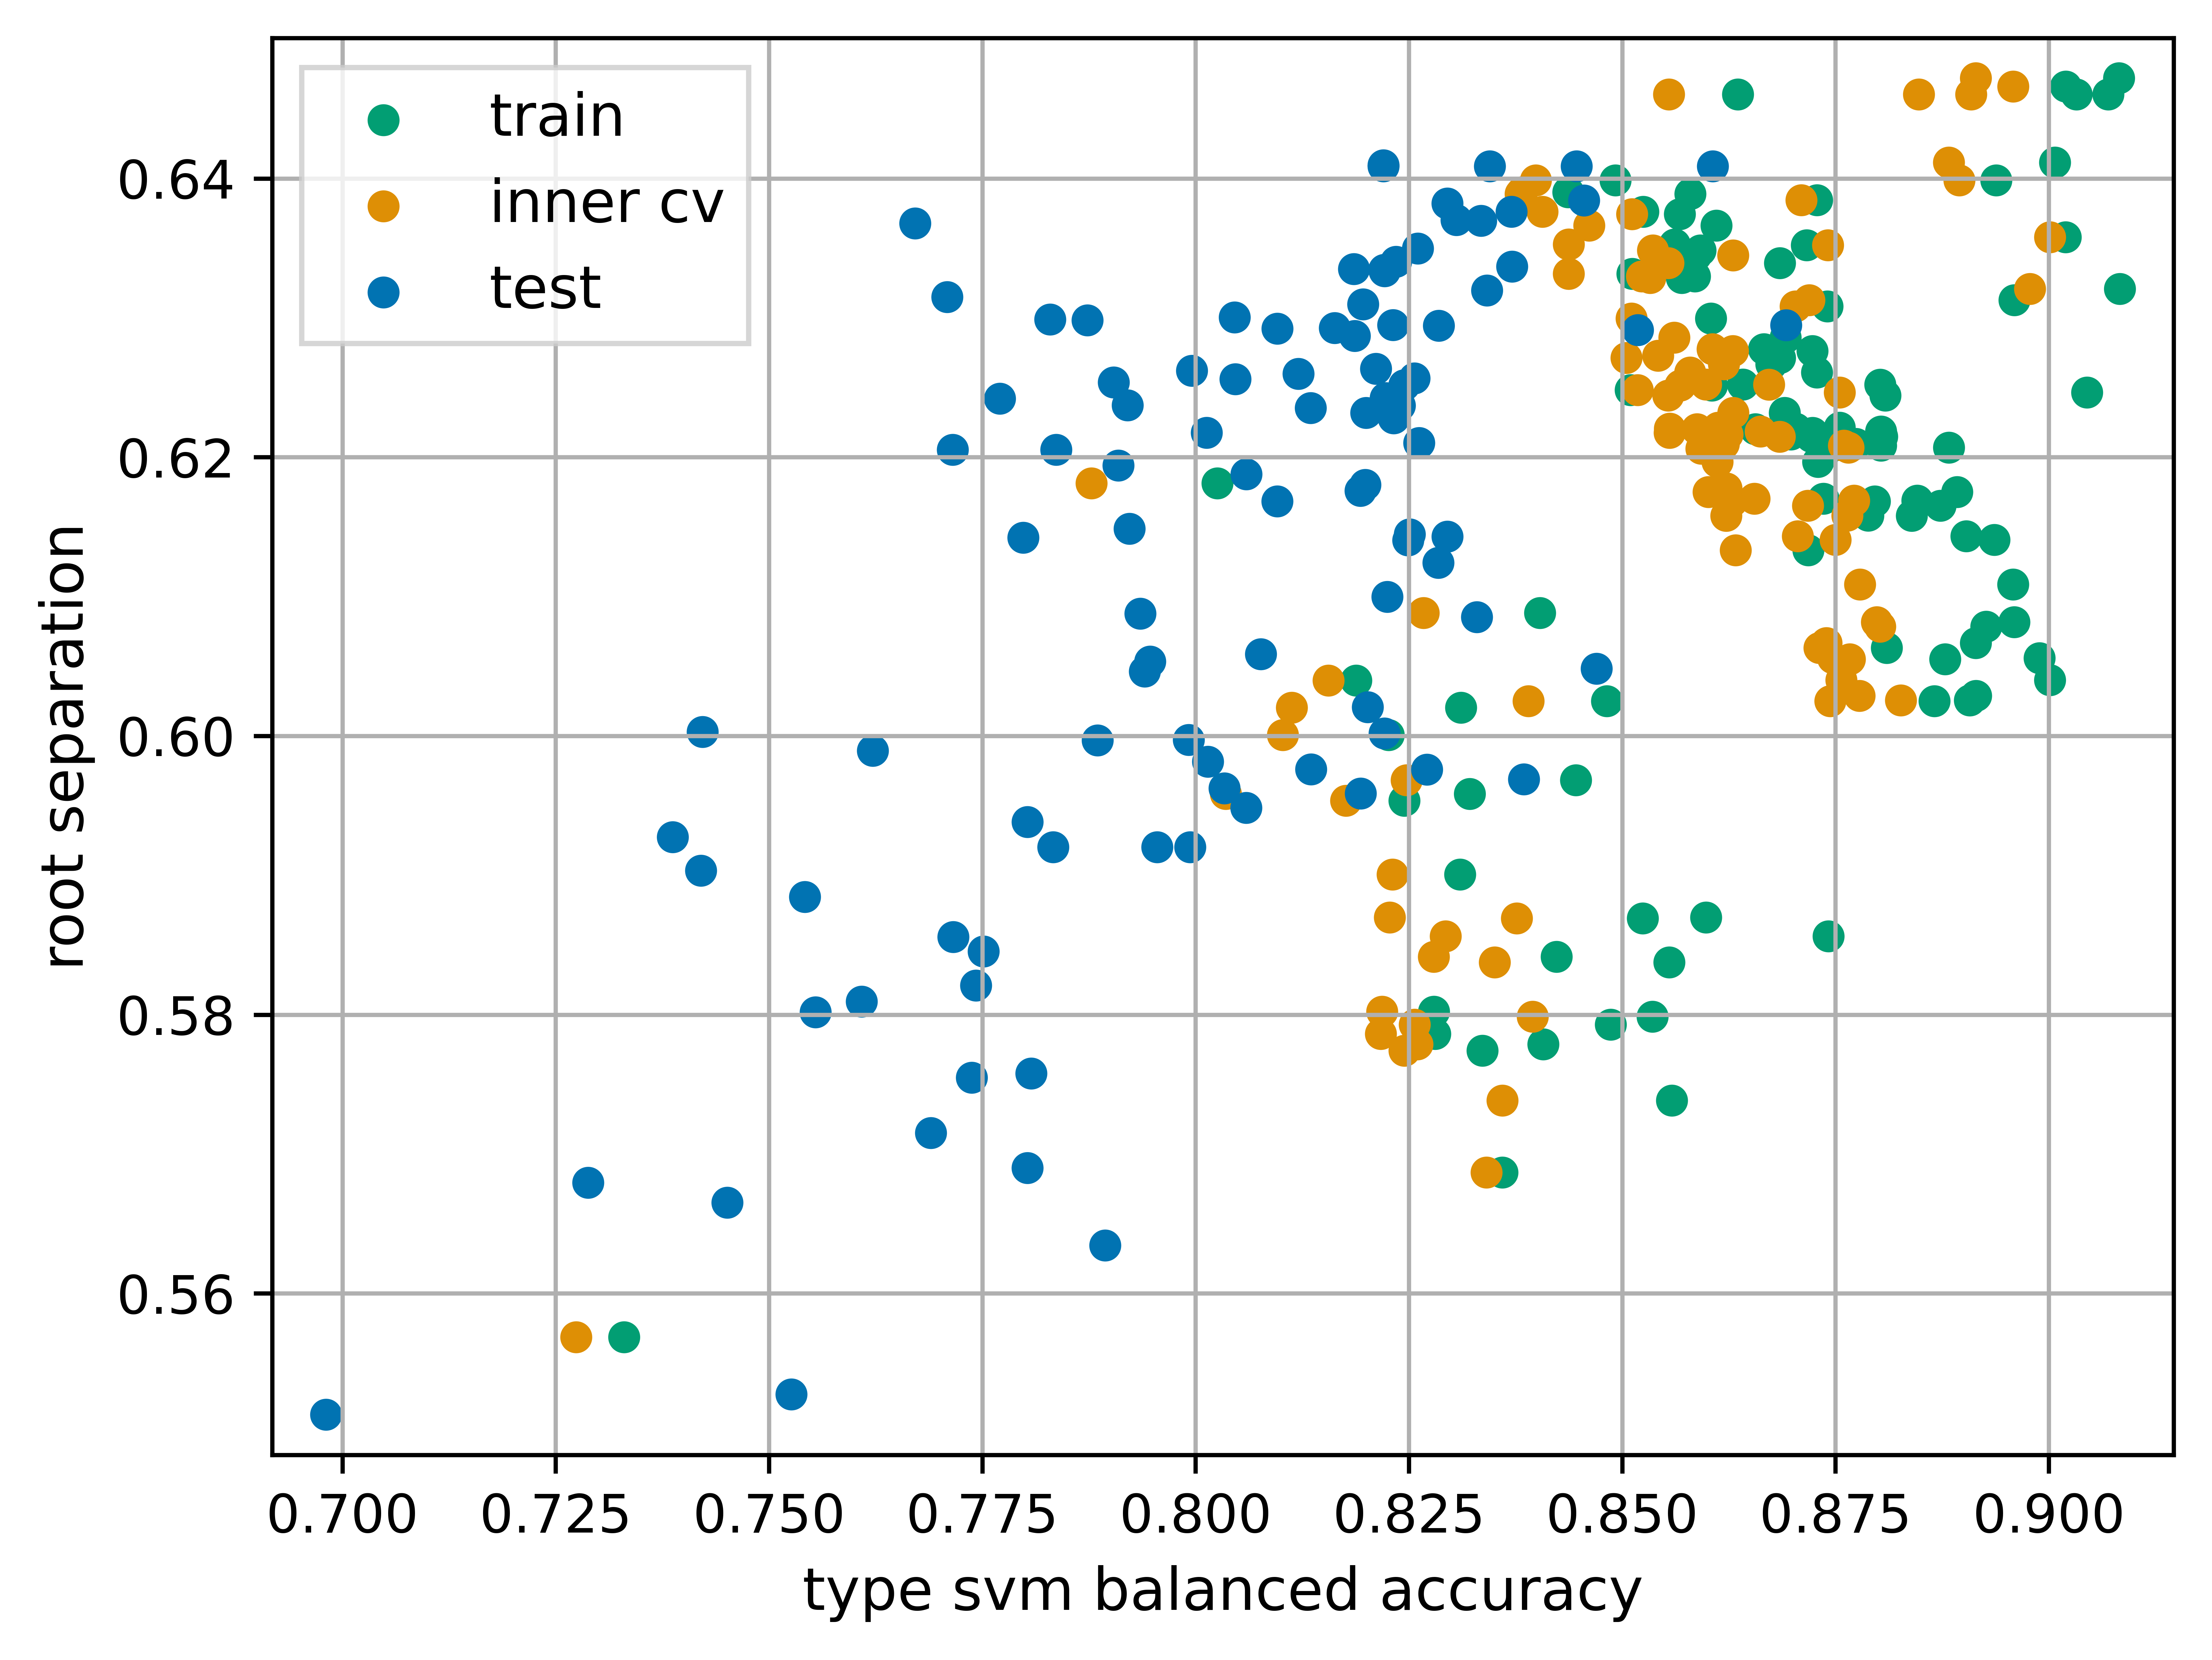 train
inner cv
test
0.64
0.62
0.60
0.58
0.56
root separation
0.700 0.725 0.750 0.775 0.800 0.825 0.850 0.875 0.900
type svm balanced accuracy